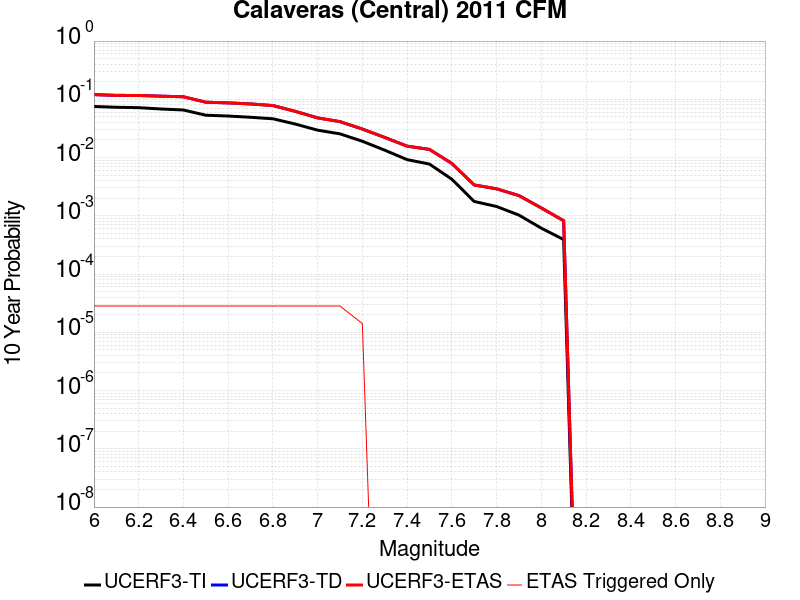 Calaveras (Central) 2011 CFM
10 Year Probability
10^0
10^-1
10^-2
10^-3
10^-4
10^-5
10^-6
10^-7
10^-8
6 6.2 6.4 6.6 6.8 7 7.2 7.4 7.6 7.8 8 8.2 8.4 8.6 8.8 9
Magnitude
UCERF3-TI UCERF3-TD UCERF3-ETAS ETAS Triggered Only